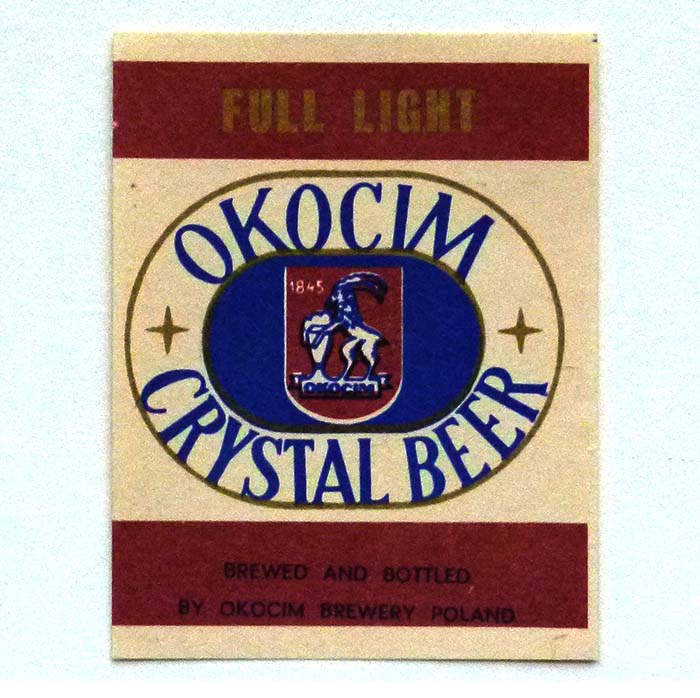 FULL LIGHT
OKOCIM
1845
OKOCIM
CRYSTAL BEER
BREWED AND BOTTLED
BY OKOCIM BREWERY POLAND